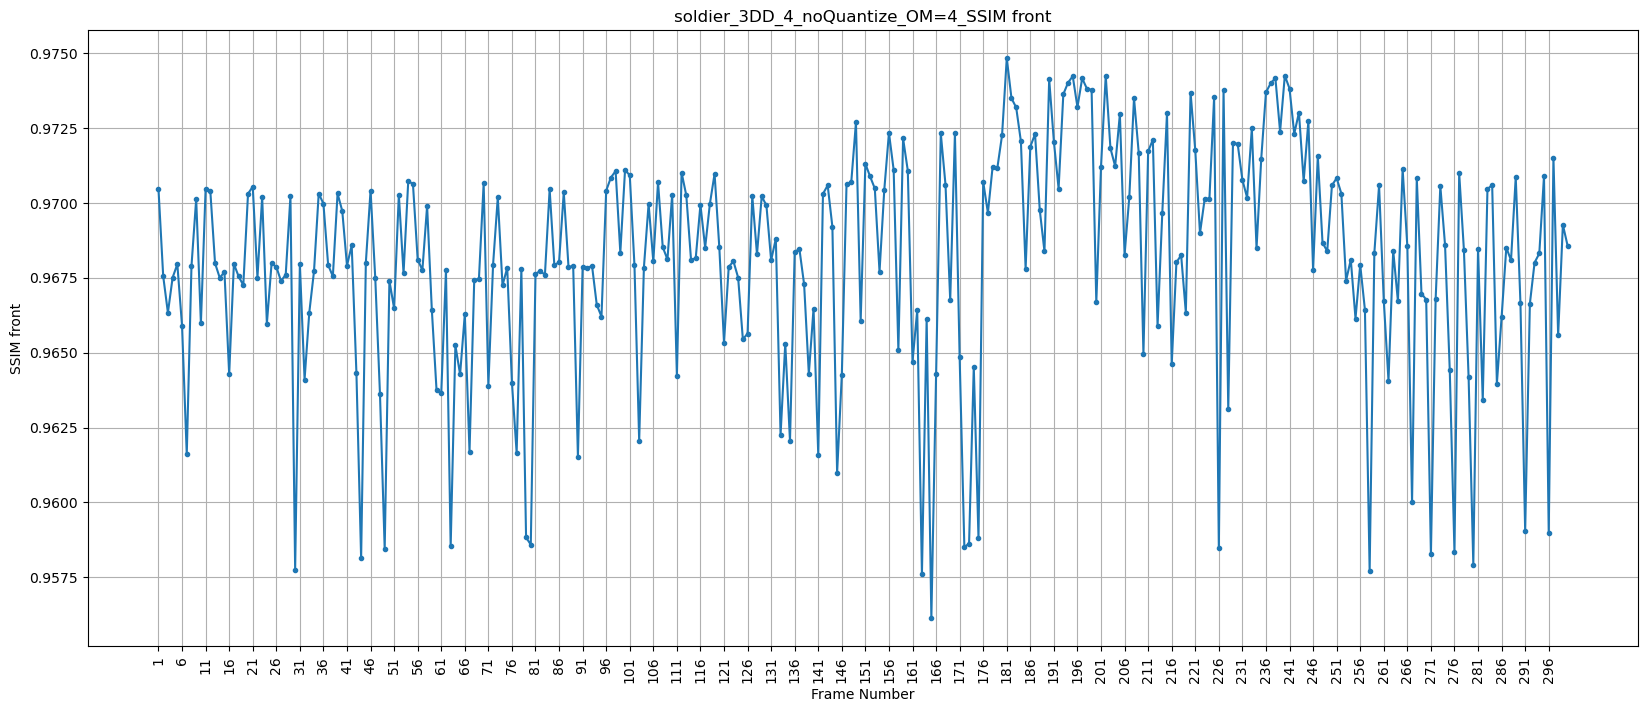 soldier_3DD_4_noQuantize_OM=4_SSIM front
SSIM front
0.9750
0.9725
0.9700
0.9675
0.9650
0.9625
0.9600
0.9575
1 6 11 16 21 26 31 36 41 46 51 56 61 66 71 76 81 86 91 96 101 106 111 116 121 126 131 136 141 146 151 156 161 166 171 176 181 186 191 196 201 206 211 216 221 226 231 236 241 246 251 256 261 266 271 276 281 286 291 296
Frame Number